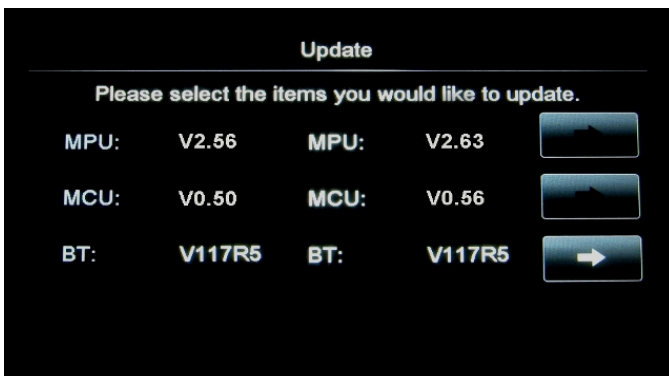 Update
Please select the items you would like to update.
MPU: V2.56 MPU: V2.63
MCU: V0.50 MCU: V0.56
BT: V117R5 BT: V117R5